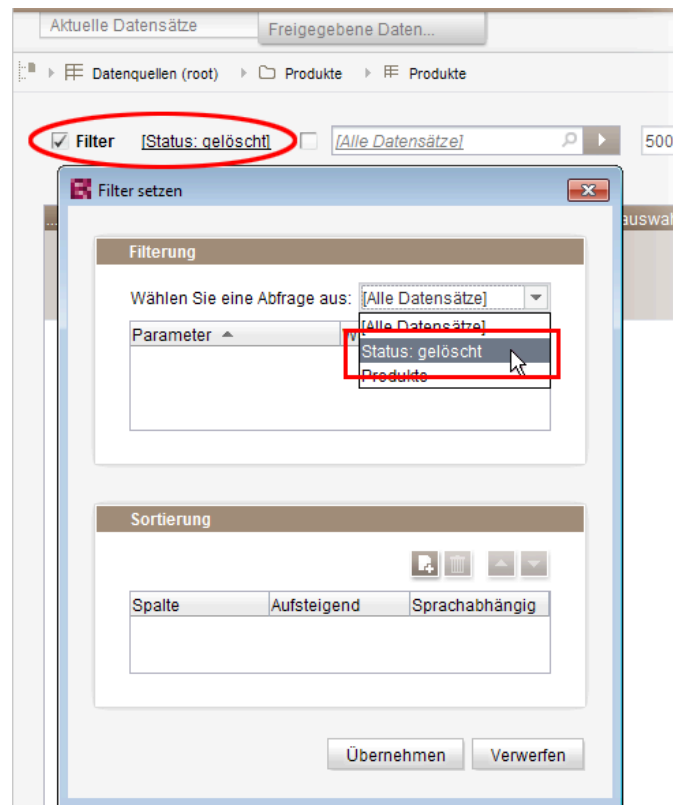 Aktuelle Datensätze Freigegebene Daten...
Datenquellen (root) Produkte Produkte
Filter [Status: gelöscht] [Alle Datensätze] 500
Filter setzen
... auswah
Filterung
Wählen Sie eine Abfrage aus: [Alle Datensätze]
[Alle Datensätze]
Parameter W
Status: gelöscht
Produkte
Sortierung
Spalte Aufsteigend Sprachabhängig
Übernehmen Verwerfen